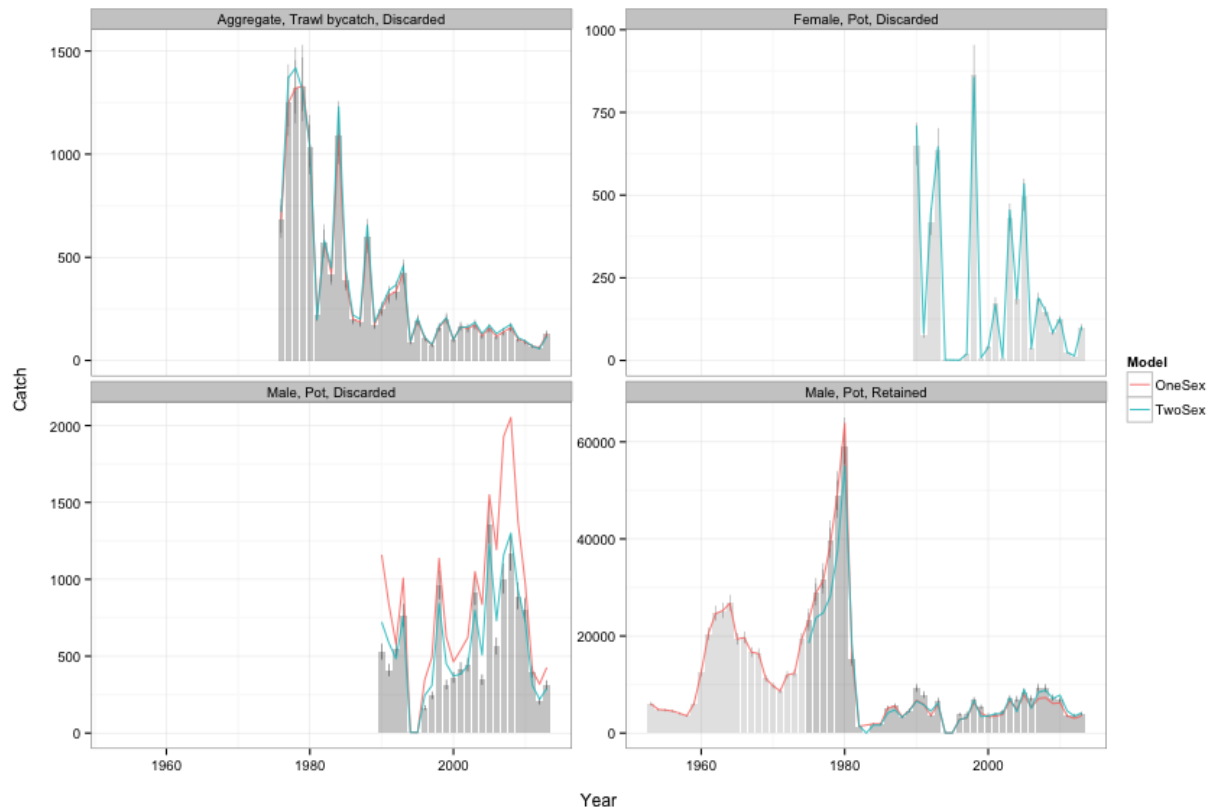 Aggregate, Trawl bycatch, Discarded
Female, Pot, Discarded
1500
1000
500
0
1000
750
500
250
0
Catch
Male, Pot, Discarded
Male, Pot, Retained
2000
1500
1000
500
0
60000
40000
20000
0
1960 1980 2000
1960 1980 2000
Year
Model
OneSex
TwoSex